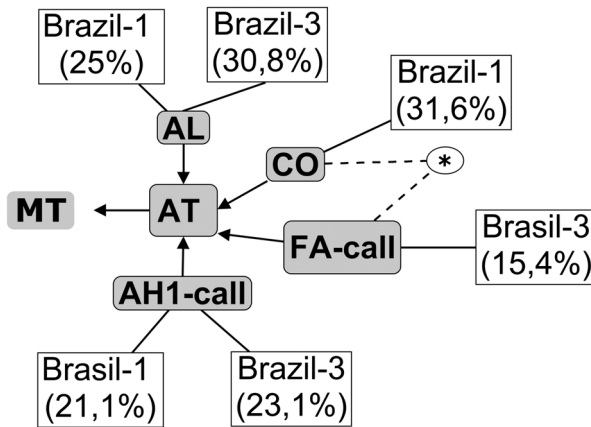 Brazil-1
(25%)
Brazil-3
(30,8%)
Brazil-1
(31,6%)
AL
CO
*
MT
AT
FA-call
Brasil-3
(15,4%)
AH1-call
Brasil-1
(21,1%)
Brazil-3
(23,1%)